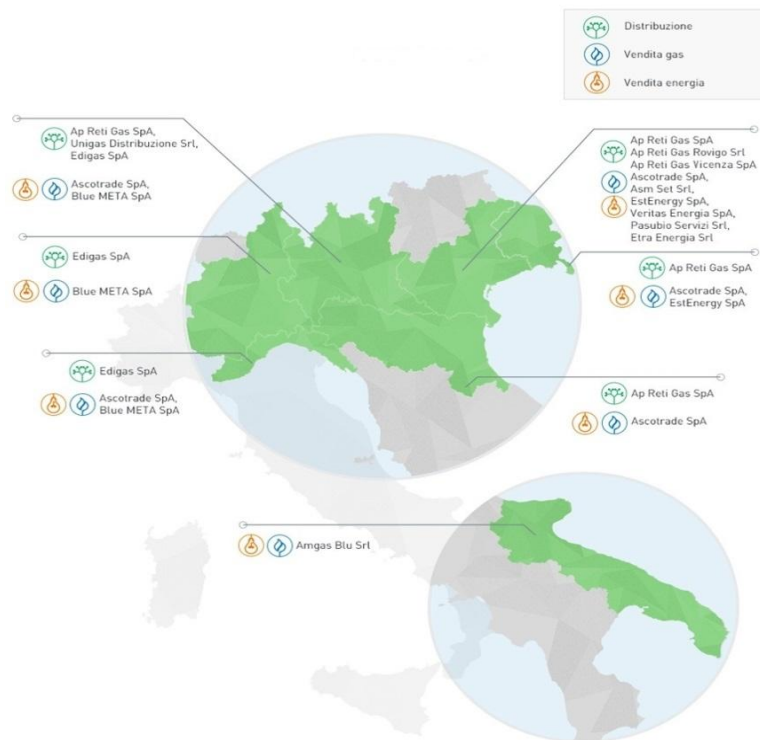 Distribuzione
Vendita gas
Vendita energia
Ap Reti Gas SpA,
Unigas Distribuzione Srl,
Edigas SpA
Ascotrade SpA,
Blue META SpA
Ap Reti Gas SpA
Ap Reti Gas Rovigo Srl
Ap Reti Gas Vicenza SpA
Ascotrade SpA,
Asm Set Srl,
EstEnergy SpA,
Veritas Energia SpA,
Pasubio Servizi Srl,
Etra Energia Srl
Edigas SpA
Blue META SpA
Ap Reti Gas SpA
Ascotrade SpA,
EstEnergy SpA
Edigas SpA
Ascotrade SpA,
Blue META SpA
Ap Reti Gas SpA
Ascotrade SpA
Amgas Blu Srl